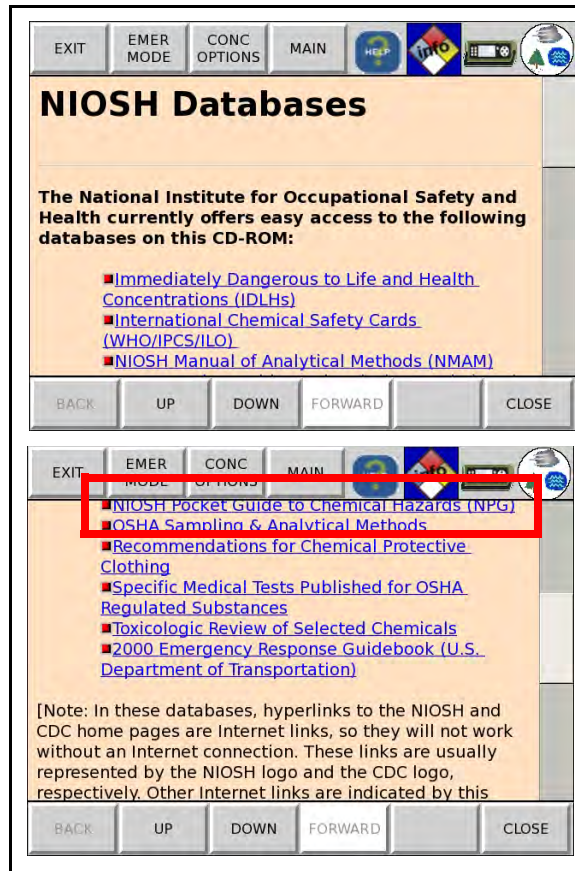 EXIT
EMER MODE
CONC OPTIONS
MAIN
HELP
info
NIOSH Databases
The National Institute for Occupational Safety and
Health currently offers easy access to the following
databases on this CD-ROM:
Immediately Dangerous to Life and Health
Concentrations (IDLHs)
International Chemical Safety Cards
(WHO/IPCS/ILO)
NIOSH Manual of Analytical Methods (NMAM)
BACK
UP
DOWN
FORWARD
CLOSE
EXIT
EMER MODE
CONC OPTIONS
MAIN
info
NIOSH Pocket Guide to Chemical Hazards (NPG)
OSHA Sampling & Analytical Methods
Recommendations for Chemical Protective
Clothing
Specific Medical Tests Published for OSHA
Regulated Substances
Toxicologic Review of Selected Chemicals
2000 Emergency Response Guidebook (U.S.
Department of Transportation)
[Note: In these databases, hyperlinks to the NIOSH and
CDC home pages are Internet links, so they will not work
without an Internet connection. These links are usually
represented by the NIOSH logo and the CDC logo,
respectively. Other Internet links are indicated by this
BACK
UP
DOWN
FORWARD
CLOSE